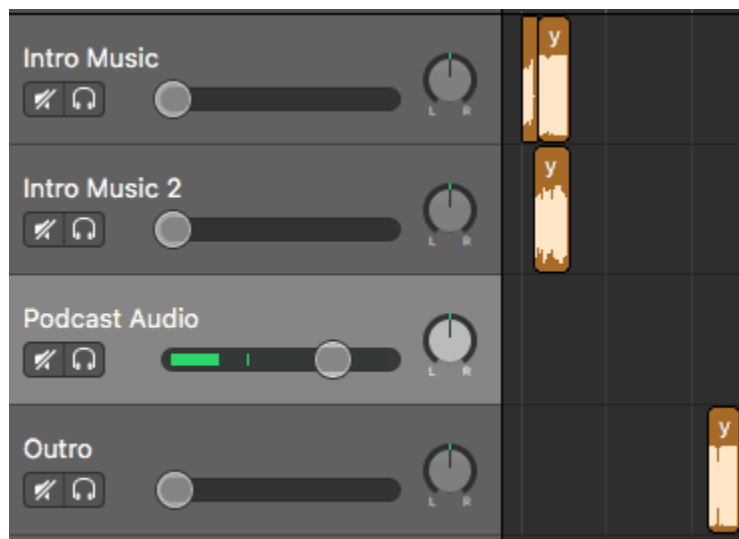 Intro Music
L R
y
Intro Music 2
L R
y
Podcast Audio
L R
Outro
L R
y